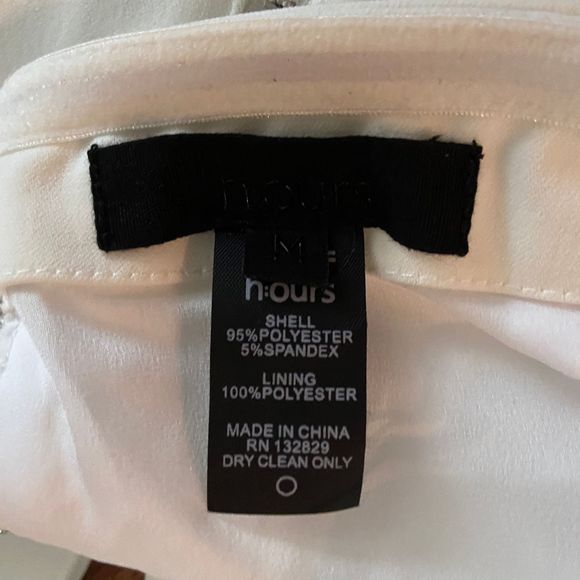 n:ours
M
h:ours
SHELL
95%POLYESTER
5%SPANDEX
LINING
100%POLYESTER
MADE IN CHINA
RN 132829
DRY CLEAN ONLY